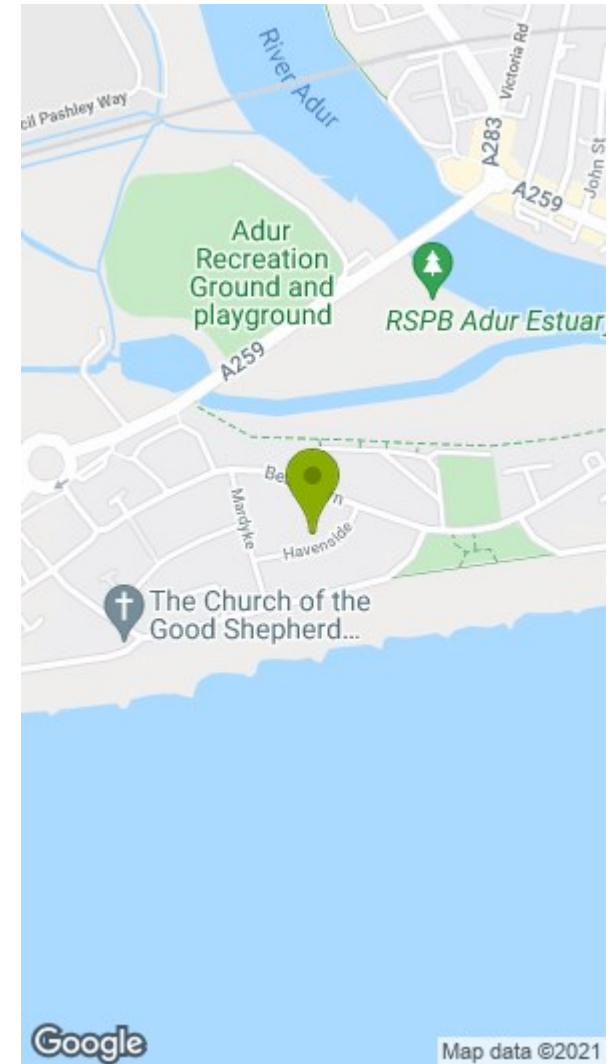 River Adur
Victoria Rd
cil Pashley Way
A283
John St
A259
Adur
Recreation
Ground and
playground
RSPB Adur Estuar
A259
Mardyke
Havenside
The Church of the
Good Shepherd...
Google
Map data ©2021